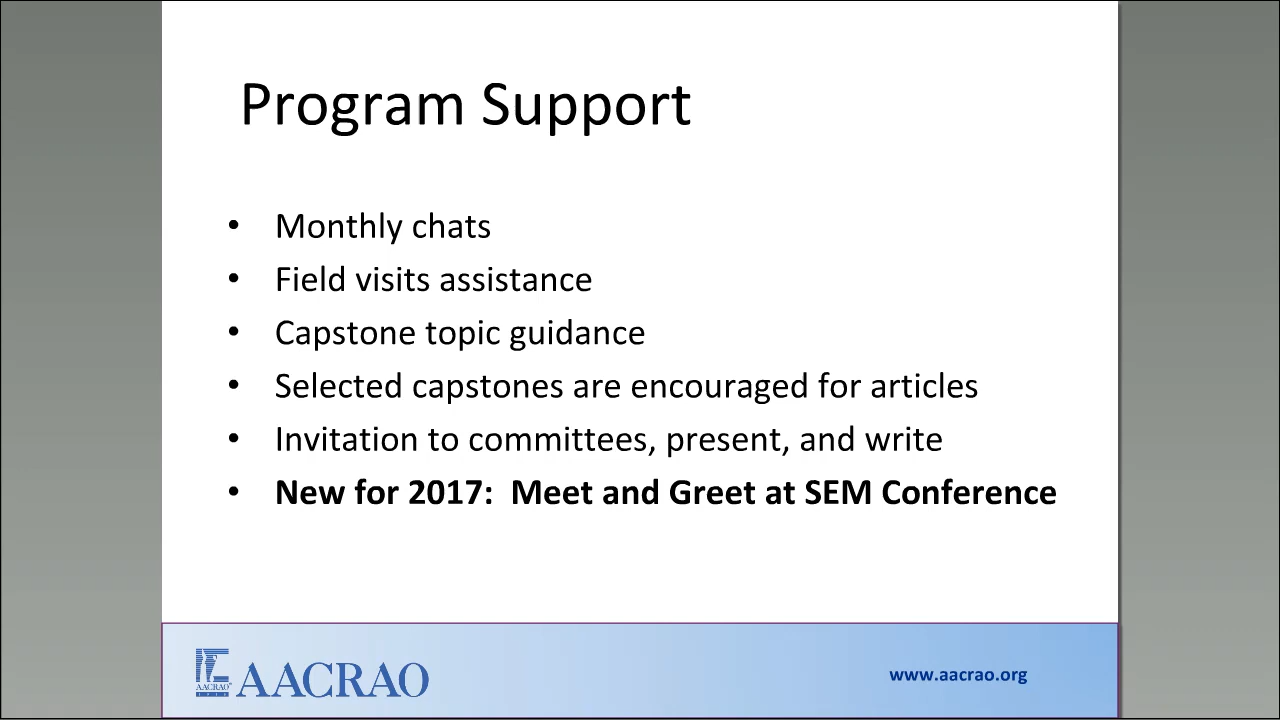 Program Support
• Monthly chats
• Field visits assistance
• Capstone topic guidance
• Selected capstones are encouraged for articles
• Invitation to committees, present, and write
• New for 2017:  Meet and Greet at SEM Conference
AACRAO
AACRAO
www.aacrao.org